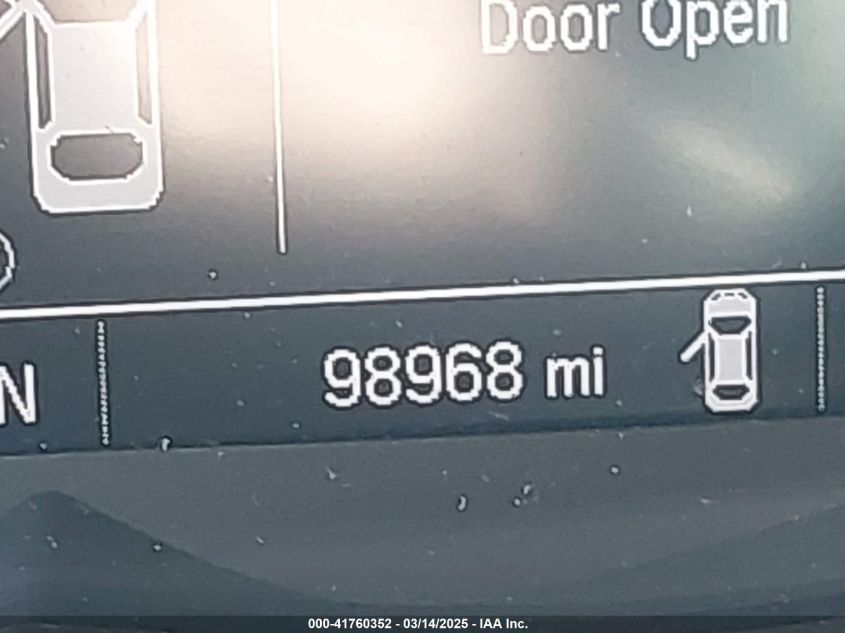 Door Open
N
98968 mi
000-41760352 - 03/14/2025 - IAA Inc.